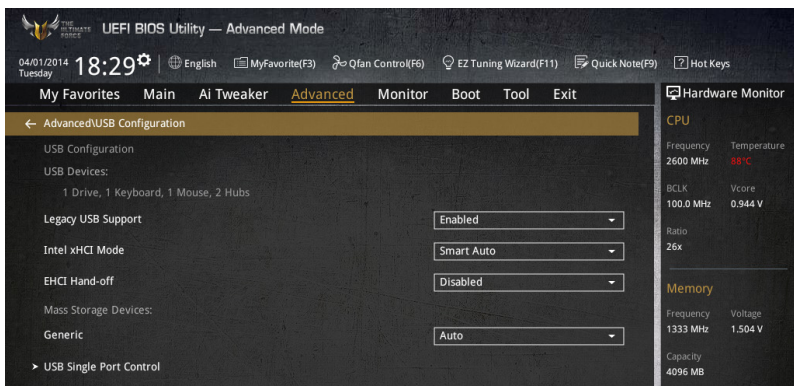 THE ULTIMATE FORCE
UEFI BIOS Utility — Advanced Mode
04/01/2014 Tuesday 18:29 English MyFavorite(F3) Qfan Control(F6) EZ Tuning Wizard(F11) Quick Note(F9) ? Hot Keys
My Favorites Main Ai Tweaker Advanced Monitor Boot Tool Exit
← Advanced\USB Configuration
USB Configuration
USB Devices:
1 Drive, 1 Keyboard, 1 Mouse, 2 Hubs
Legacy USB Support Enabled
Intel xHCI Mode Smart Auto
EHCI Hand-off Disabled
Mass Storage Devices:
Generic Auto
> USB Single Port Control
Hardware Monitor
CPU
Frequency Temperature
2600 MHz 88°C
BCLK Vcore
100.0 MHz 0.944 V
Ratio
26x
Memory
Frequency Voltage
1333 MHz 1.504 V
Capacity
4096 MB